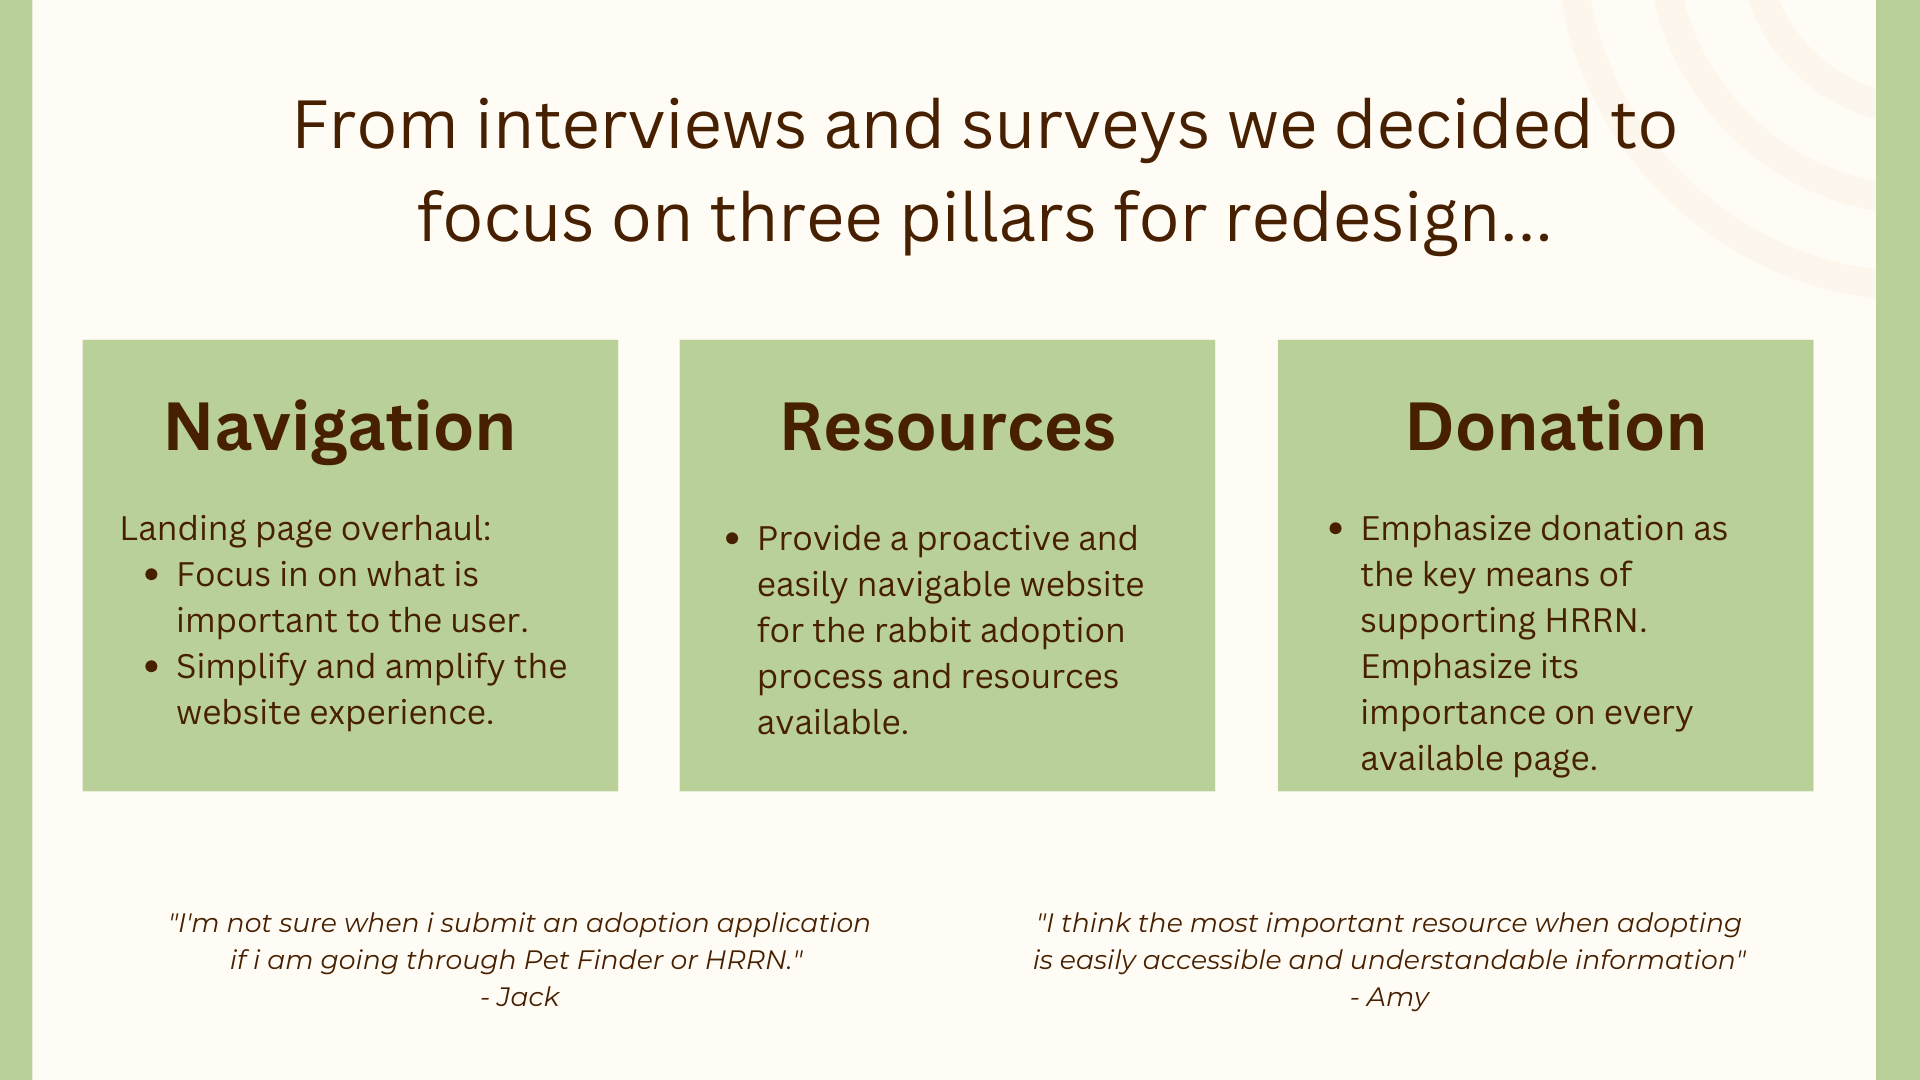 From interviews and surveys we decided to
focus on three pillars for redesign...
Navigation
Landing page overhaul:
• Focus in on what is
important to the user.
• Simplify and amplify the
website experience.
Resources
• Provide a proactive and
easily navigable website
for the rabbit adoption
process and resources
available.
Donation
• Emphasize donation as
the key means of
supporting HRRN.
Emphasize its
importance on every
available page.
"I'm not sure when i submit an adoption application
if i am going through Pet Finder or HRRN."
- Jack
"I think the most important resource when adopting
is easily accessible and understandable information"
- Amy